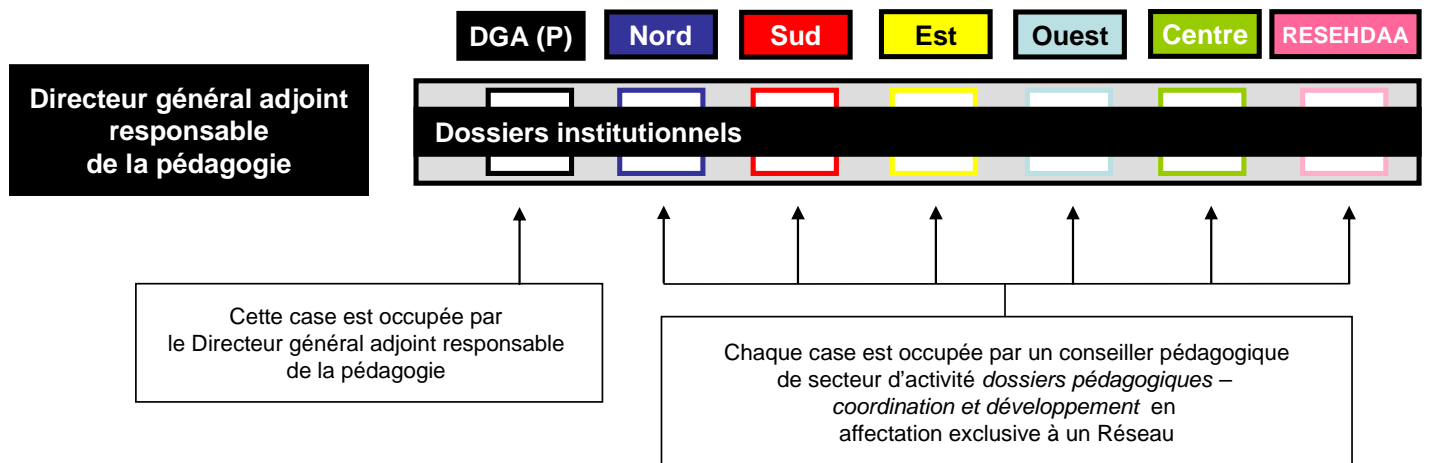 DGA (P) Nord Sud Est Ouest Centre RESEHDAA
Directeur général adjoint
responsable
de la pédagogie
Dossiers institutionnels
Cette case est occupée par
le Directeur général adjoint responsable
de la pédagogie
Chaque case est occupée par un conseiller pédagogique
de secteur d'activité dossiers pédagogiques –
coordination et développement en
affectation exclusive à un Réseau